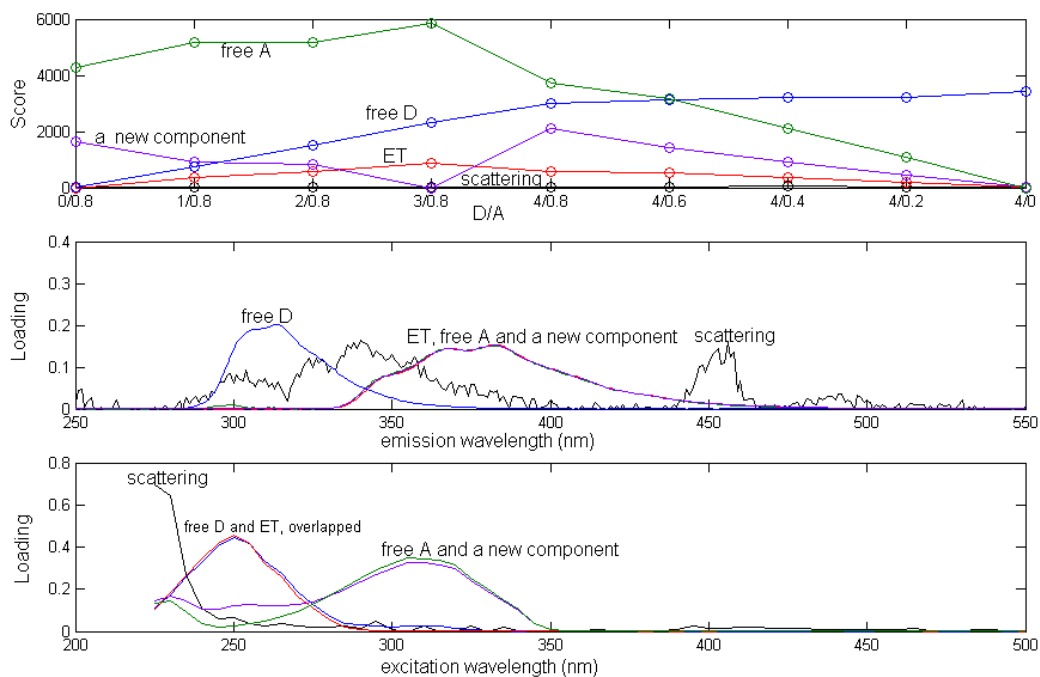 6000
4000
2000
0
Score
free A
free D
a new component
ET
scattering
0/0.8 1/0.8 2/0.8 3/0.8 4/0.8 4/0.6 4/0.4 4/0.2 4/0
D/A
0.4
0.3
0.2
0.1
0
Loading
free D
ET, free A and a new component
scattering
250 300 350 400 450 500 550
emission wavelength (nm)
0.8
0.6
0.4
0.2
0
Loading
scattering
free D and ET, overlapped
free A and a new component
200 250 300 350 400 450 500
excitation wavelength (nm)